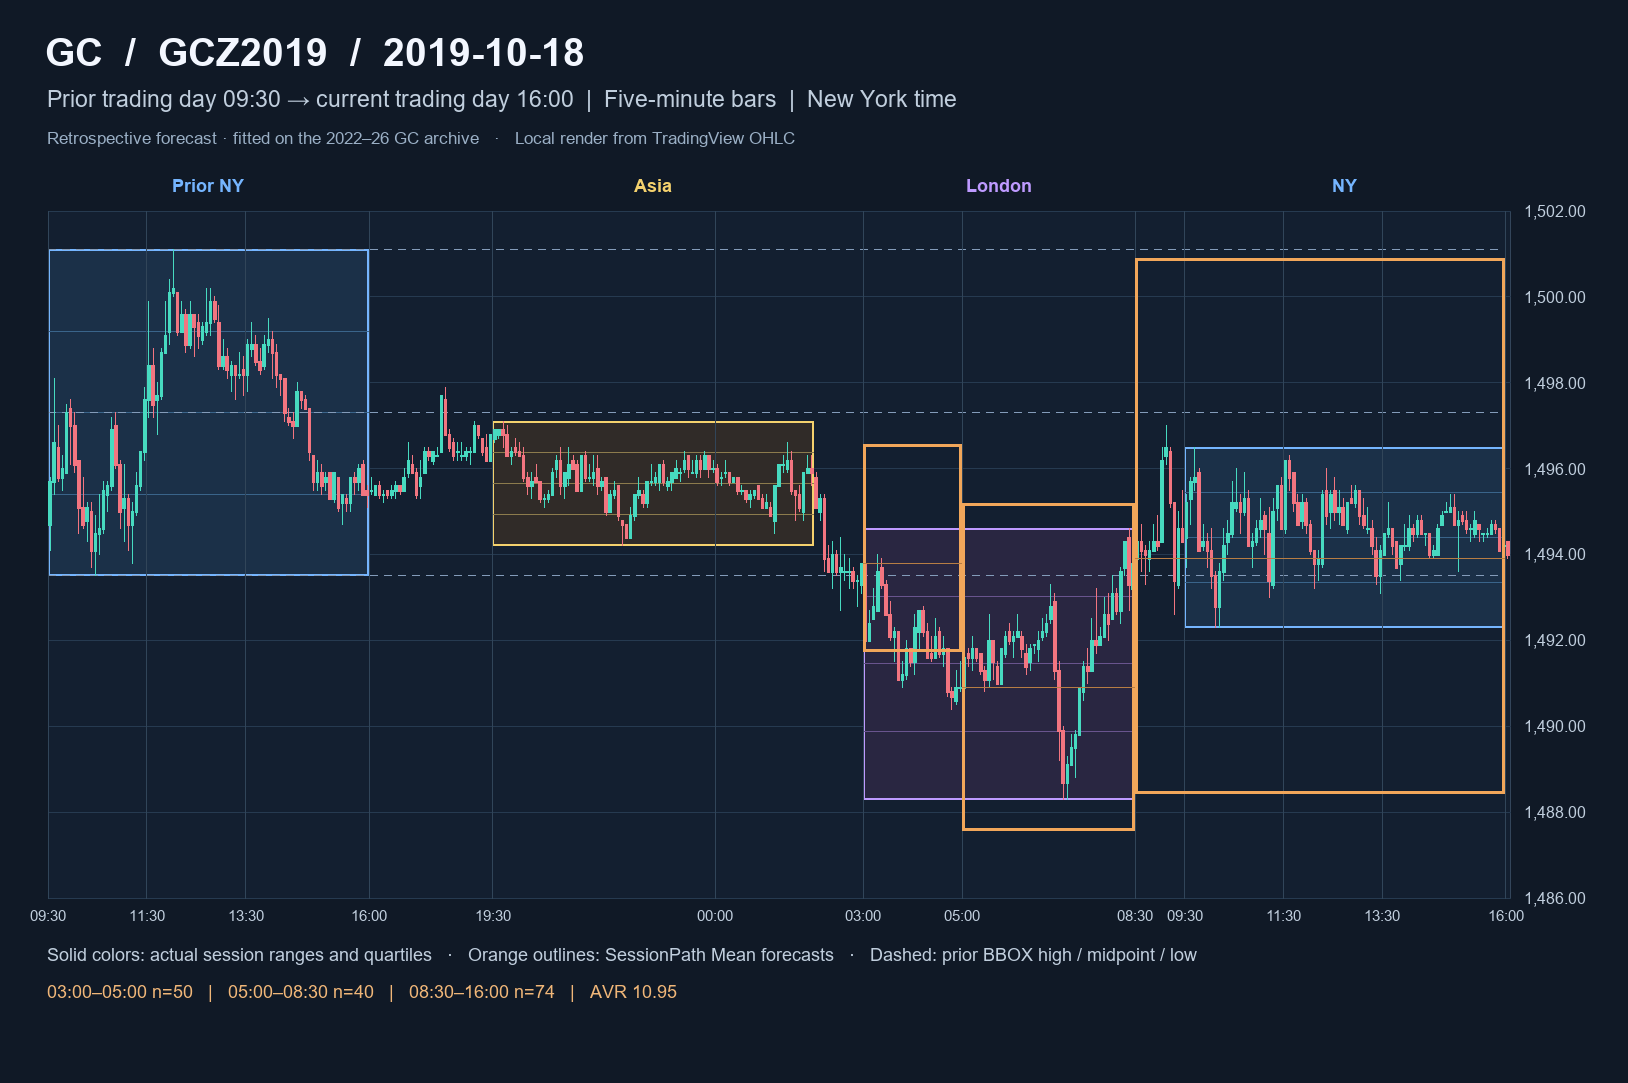 GC / GCZ2019 / 2019-10-18
Prior trading day 09:30 → current trading day 16:00 | Five-minute bars | New York time
Retrospective forecast · fitted on the 2022–26 GC archive · Local render from TradingView OHLC
Prior NY
Asia
London
NY
1,502.00
1,500.00
1,498.00
1,496.00
1,494.00
1,492.00
1,490.00
1,488.00
1,486.00
09:30 11:30 13:30 16:00 19:30 00:00 03:00 05:00 08:30 09:30 11:30 13:30 16:00
Solid colors: actual session ranges and quartiles · Orange outlines: SessionPath Mean forecasts · Dashed: prior BBOX high / midpoint / low
03:00–05:00 n=50 | 05:00–08:30 n=40 | 08:30–16:00 n=74 | AVR 10.95